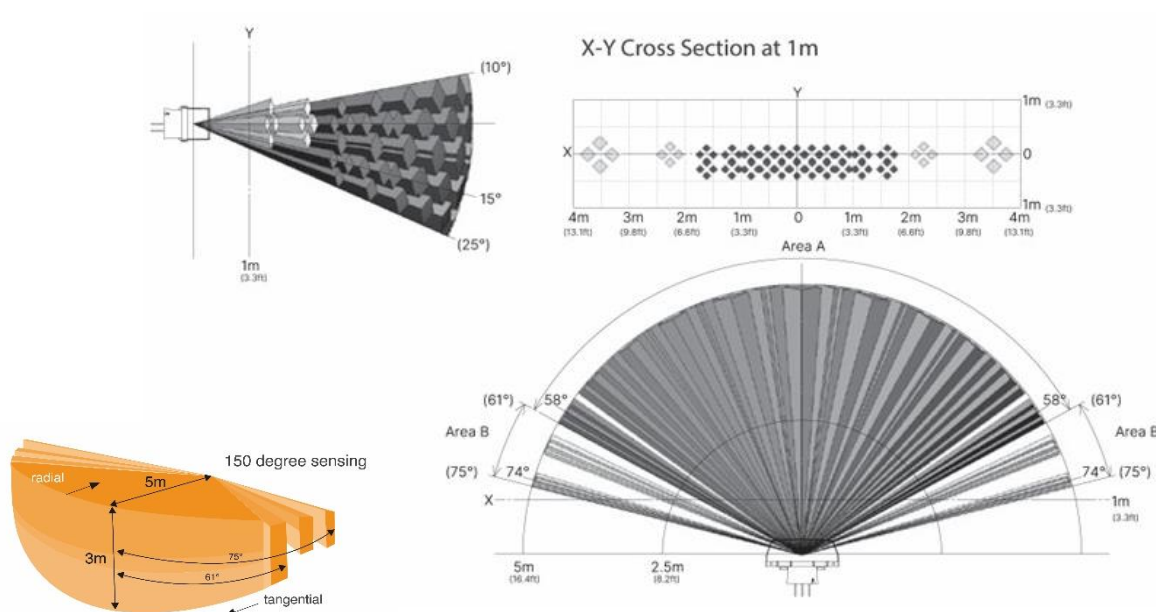 Y
(10°)
15°
(25°)
1m
(3.3ft)
X-Y Cross Section at 1m
Y
1m (3.3ft)
X
0
1m (3.3ft)
4m 3m 2m 1m 0 1m 2m 3m 4m
(13.1ft) (9.8ft) (6.6ft) (3.3ft) (3.3ft) (6.6ft) (9.8ft) (13.1ft)
Area A
(61°) 58° 58° (61°)
Area B Area B
(75°) 74° 74° (75°)
X
1m
(3.3ft)
5m 2.5m
(16.4ft) (8.2ft)
150 degree sensing
radial
5m
3m
75°
61°
tangential